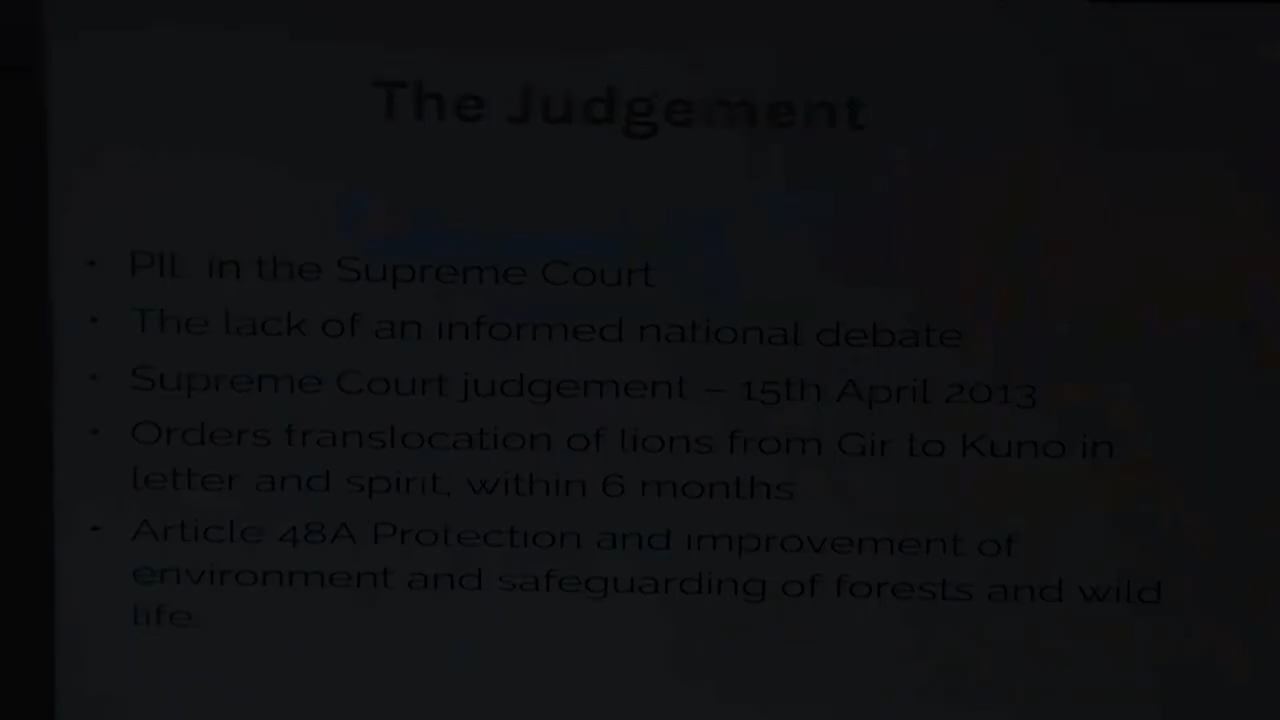 The Judgement
• PIL in the Supreme Court
• The lack of an informed national debate
• Supreme Court judgement – 15th April 2013
• Orders translocation of lions from Gir to Kuno in
letter and spirit, within 6 months
• Article 48A Protection and improvement of
environment and safeguarding of forests and wild
life